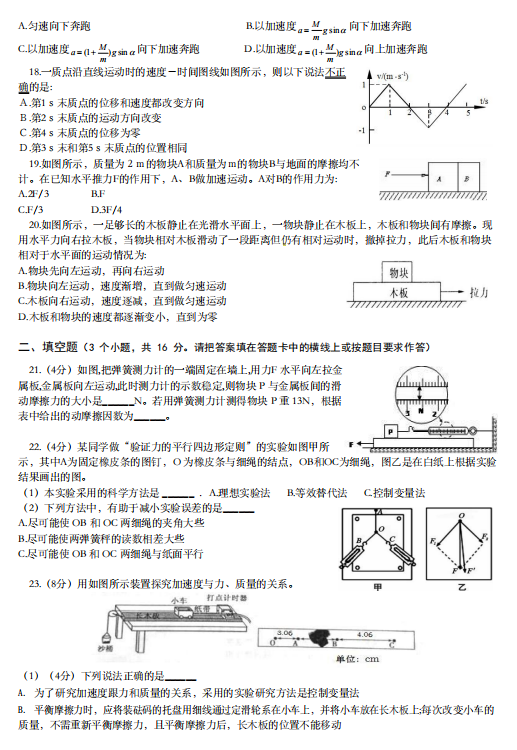 A.匀速向下奔跑 B.以加速度 a = M/m g sin α 向下加速奔跑
C.以加速度 a = (1+ M/m)g sin α 向下加速奔跑 D.以加速度 a = (1+ M/m)g sin α 向上加速奔跑
18.一质点沿直线运动时的速度－时间图线如图所示，则以下说法不正
确的是:
A.第1 s 末质点的位移和速度都改变方向
B.第2 s 末质点的运动方向改变
C.第4 s 末质点的位移为零
D.第3 s 末和第5 s 末质点的位置相同
v/(m·s⁻¹)
1
0 1 2 3 4 5 t/s
-1
19.如图所示，质量为 2 m 的物块A和质量为m的物块B与地面的摩擦均不
计。在已知水平推力F的作用下，A、B做加速运动。A对B的作用力为:
A.2F/3 B.F
C.F/3 D.3F/4
F A B
20.如图所示，一足够长的木板静止在光滑水平面上，一物块静止在木板上，木板和物块间有摩擦。现
用水平力向右拉木板，当物块相对木板滑动了一段距离但仍有相对运动时，撤掉拉力，此后木板和物块
相对于水平面的运动情况为:
A.物块先向左运动，再向右运动
B.物块向左运动，速度渐增，直到做匀速运动
C.木板向右运动，速度逐减，直到做匀速运动
D.木板和物块的速度都逐渐变小，直到为零
物块
木板 拉力
二、填空题（3 个小题，共 16 分。请把答案填在答题卡中的横线上或按题目要求作答）
21.（4分）如图,把弹簧测力计的一端固定在墙上,用力F 水平向左拉金
属板,金属板向左运动,此时测力计的示数稳定,则物块 P 与金属板间的滑
动摩擦力的大小是______N。若用弹簧测力计测得物块 P 重 13N，根据
表中给出的动摩擦因数为______。
3 N 2
P
F
22.（4分）某同学做“验证力的平行四边形定则”的实验如图甲所
示，其中A为固定橡皮条的图钉，O 为橡皮条与细绳的结点，OB和OC为细绳，图乙是在白纸上根据实验
结果画出的图。
（1）本实验采用的科学方法是 ______ ．A.理想实验法 B.等效替代法 C.控制变量法
（2）下列方法中，有助于减小实验误差的是______
A.尽可能使 OB 和 OC 两细绳的夹角大些
B.尽可能使两弹簧秤的读数相差大些
C.尽可能使 OB 和 OC 两细绳与纸面平行
A
O
B C
甲
O
F₁ F₂
F F′
乙
23.（8分）用如图所示装置探究加速度与力、质量的关系。
小车 纸带 打点计时器
长木板
沙桶
3.06 4.06
O A B C
单位：cm
（1）（4分）下列说法正确的是______
A. 为了研究加速度跟力和质量的关系，采用的实验研究方法是控制变量法
B. 平衡摩擦力时，应将装砝码的托盘用细线通过定滑轮系在小车上，并将小车放在长木板上;每次改变小车的
质量，不需重新平衡摩擦力，且平衡摩擦力后，长木板的位置不能移动